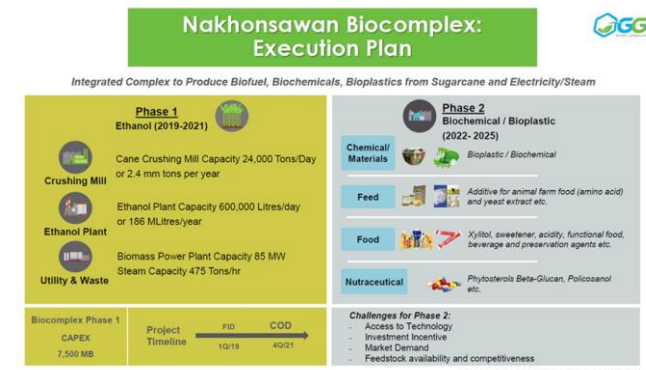 Nakhonsawan Biocomplex:
Execution Plan
GG
Integrated Complex to Produce Biofuel, Biochemicals, Bioplastics from Sugarcane and Electricity/Steam
Phase 1
Ethanol (2019-2021)
Crushing Mill
Cane Crushing Mill Capacity 24,000 Tons/Day
or 2.4 mm tons per year
Ethanol Plant
Ethanol Plant Capacity 600,000 Litres/day
or 186 MLitres/year
Utility & Waste
Biomass Power Plant Capacity 85 MW
Steam Capacity 475 Tons/hr
Biocomplex Phase 1
CAPEX
7,500 MB
Project
Timeline
FID
COD
1Q/19
4Q/21
Phase 2
Biochemical / Bioplastic
(2022- 2025)
Chemical/
Materials
Bioplastic / Biochemical
Feed
Additive for animal farm food (amino acid)
and yeast extract etc.
Food
Xylitol, sweetener, acidity, functional food,
beverage and preservation agents etc.
Nutraceutical
Phytosterols Beta-Glucan, Policosanol
etc.
Challenges for Phase 2:
- Access to Technology
- Investment Incentive
- Market Demand
- Feedstock availability and competitiveness